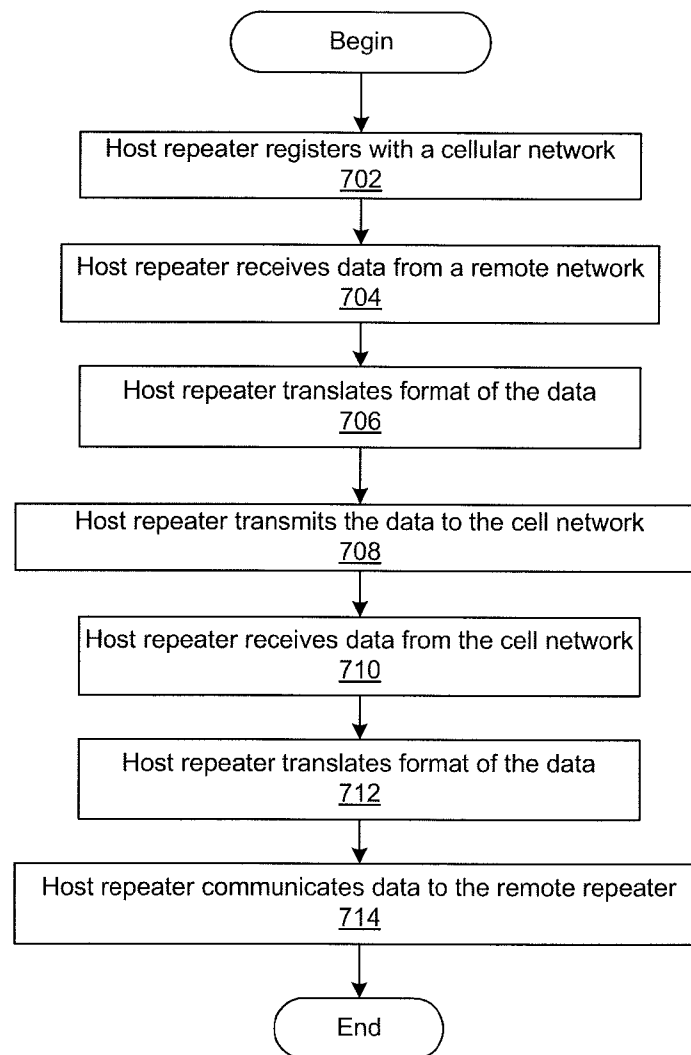 Begin
Host repeater registers with a cellular network
702
Host repeater receives data from a remote network
704
Host repeater translates format of the data
706
Host repeater transmits the data to the cell network
708
Host repeater receives data from the cell network
710
Host repeater translates format of the data
712
Host repeater communicates data to the remote repeater
714
End